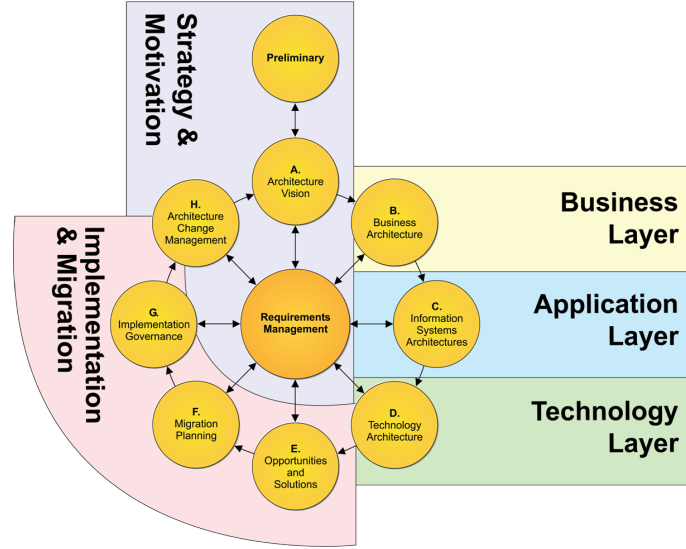 Strategy &
Motivation
Preliminary
A.
Architecture
Vision
H.
Architecture
Change
Management
B.
Business
Architecture
Business
Layer
Implementation
& Migration
G.
Implementation
Governance
Requirements
Management
C.
Information
Systems
Architectures
Application
Layer
F.
Migration
Planning
E.
Opportunities
and
Solutions
D.
Technology
Architecture
Technology
Layer